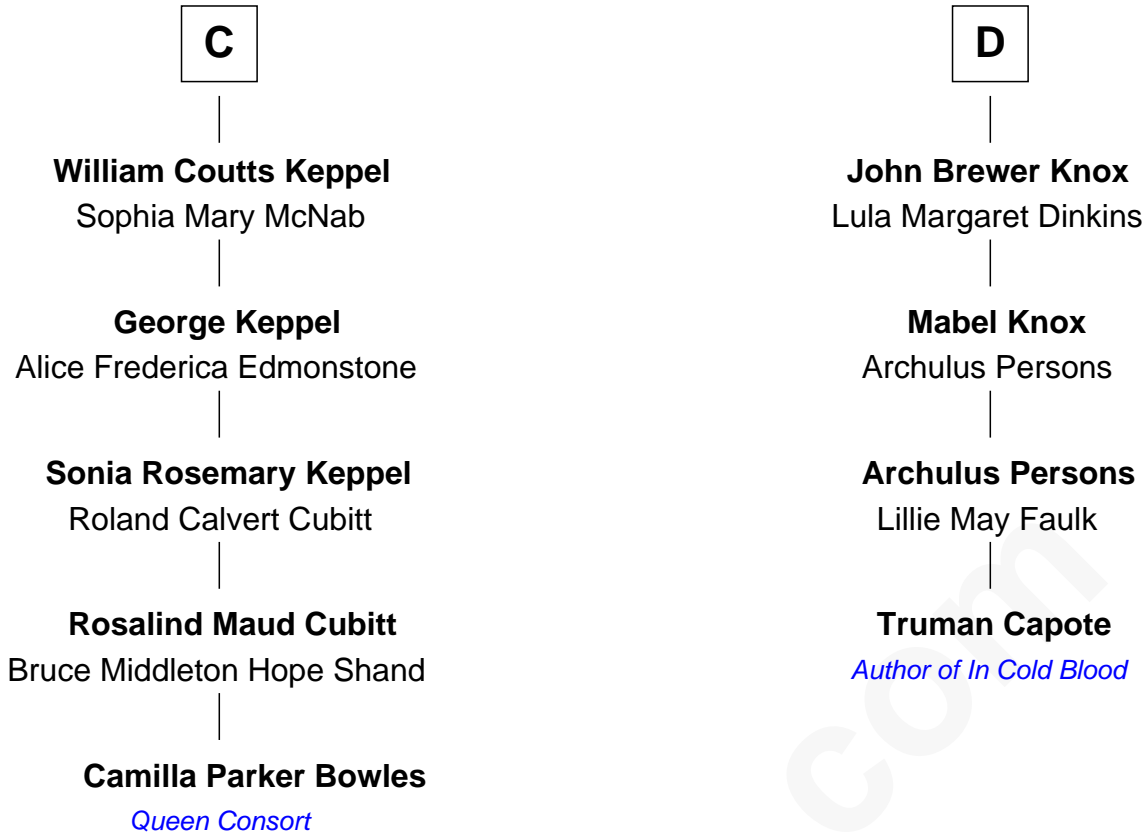 C
William Coutts Keppel
Sophia Mary McNab
George Keppel
Alice Frederica Edmonstone
Sonia Rosemary Keppel
Roland Calvert Cubitt
Rosalind Maud Cubitt
Bruce Middleton Hope Shand
Camilla Parker Bowles
Queen Consort
D
John Brewer Knox
Lula Margaret Dinkins
Mabel Knox
Archulus Persons
Archulus Persons
Lillie May Faulk
Truman Capote
Author of In Cold Blood
com